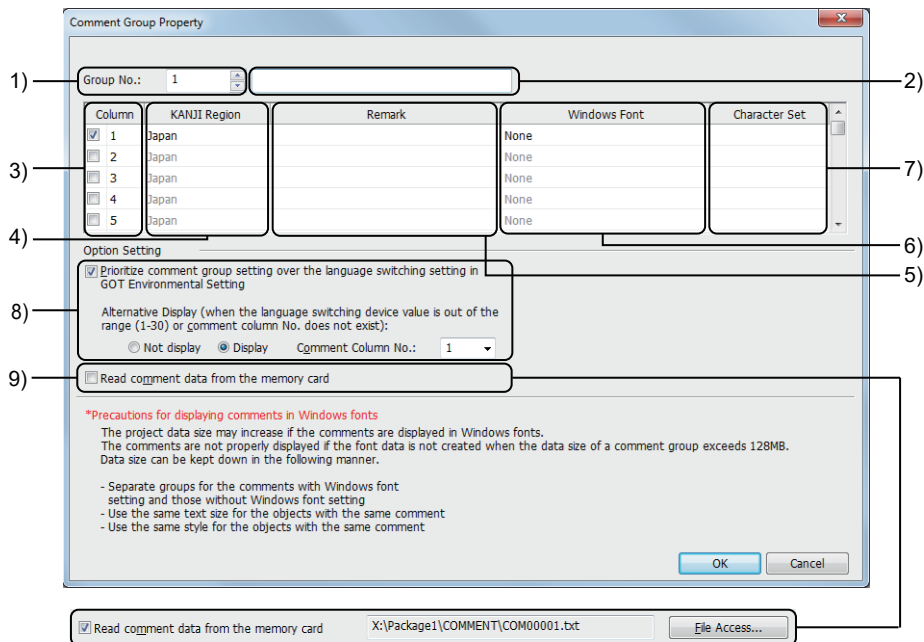 Comment Group Property
x
1)
Group No.: 1
2)
Column KANJI Region Remark Windows Font Character Set
1 Japan None
2 Japan None
3)
3 Japan None
7)
4 Japan None
5 Japan None
4)
6)
Option Setting
5)
Prioritize comment group setting over the language switching setting in
GOT Environmental Setting
8)
Alternative Display (when the language switching device value is out of the
range (1-30) or comment column No. does not exist):
Not display Display Comment Column No.: 1
9)
Read comment data from the memory card
*Precautions for displaying comments in Windows fonts
The project data size may increase if the comments are displayed in Windows fonts.
The comments are not properly displayed if the font data is not created when the data size of a comment group exceeds 128MB.
Data size can be kept down in the following manner.
- Separate groups for the comments with Windows font
setting and those without Windows font setting
- Use the same text size for the objects with the same comment
- Use the same style for the objects with the same comment
OK Cancel
Read comment data from the memory card X:\Package1\COMMENT\COM00001.txt File Access...